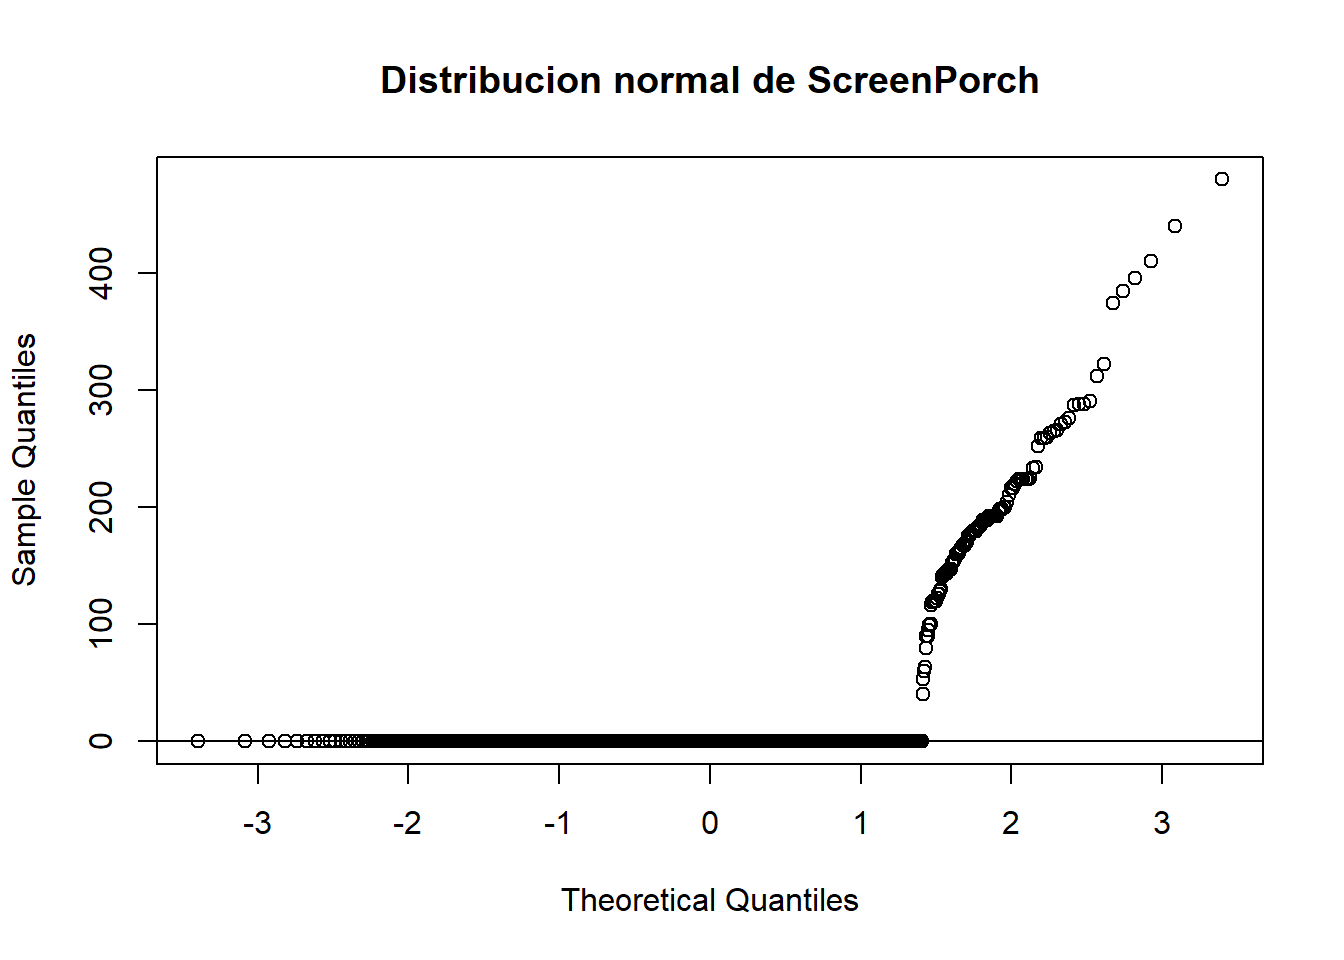 Distribucion normal de ScreenPorch
Sample Quantiles
400
300
200
100
0
-3 -2 -1 0 1 2 3
Theoretical Quantiles